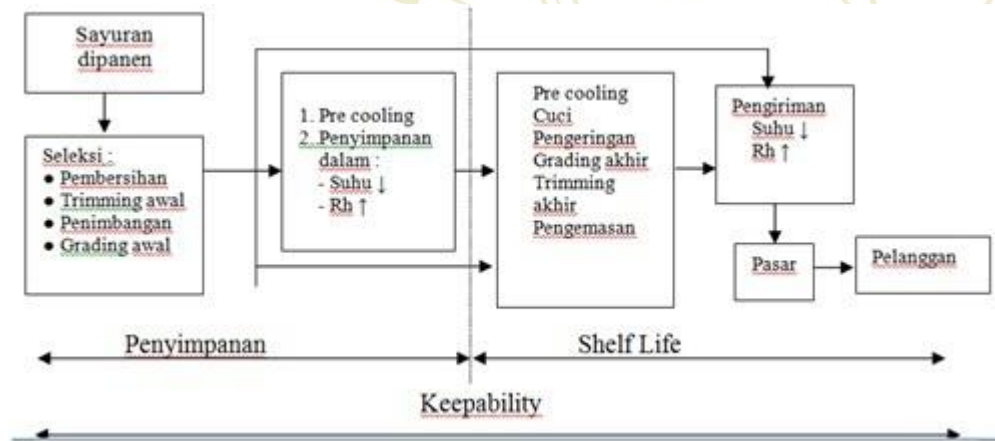 Sayuran
dipanen
Seleksi :
● Pembersihan
● Trimming awal
● Penimbangan
● Grading awal
1. Pre cooling
2. Penyimpanan
dalam :
- Suhu ↓
- Rh ↑
Pre cooling
Cuci
Pengeringan
Grading akhir
Trimming
akhir
Pengemasan
Pengiriman
Suhu ↓
Rh ↑
Pasar
Pelanggan
Penyimpanan
Shelf Life
Keepability